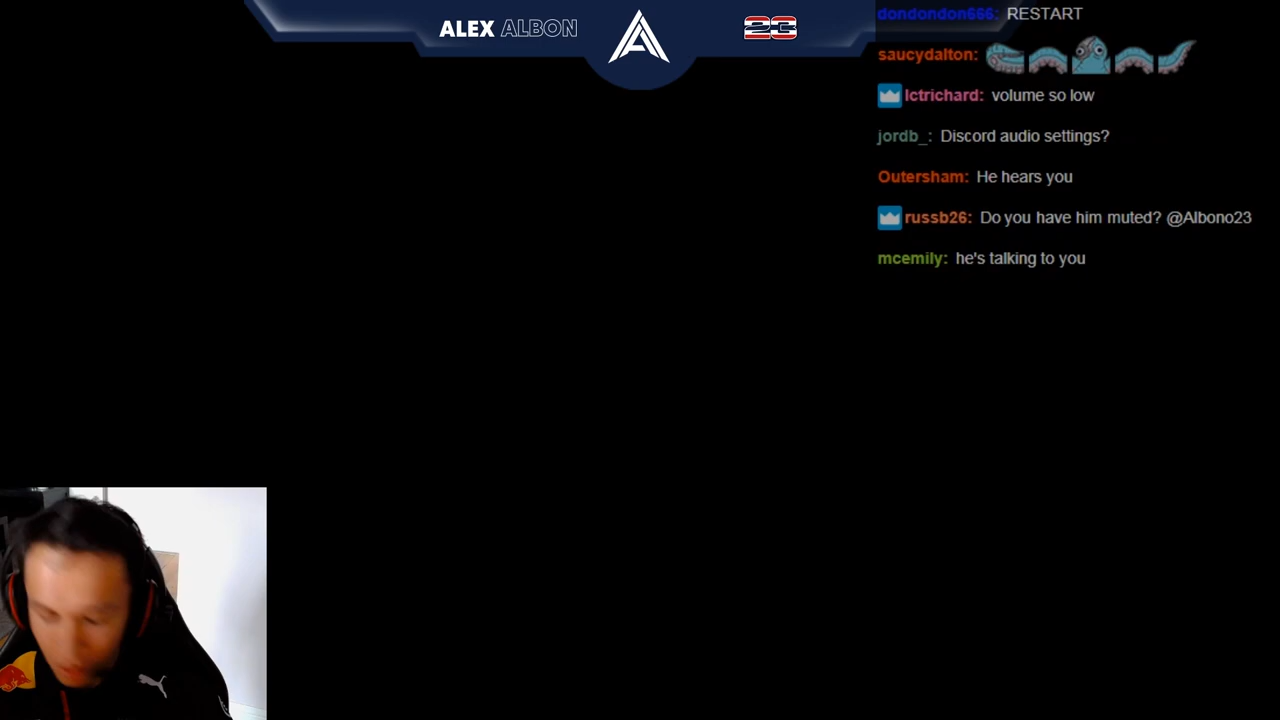 ALEX ALBON
23
dondondon666: RESTART
saucydalton:
lctrichard: volume so low
jordb_: Discord audio settings?
Outersham: He hears you
russb26: Do you have him muted? @Albono23
mcemily: he's talking to you